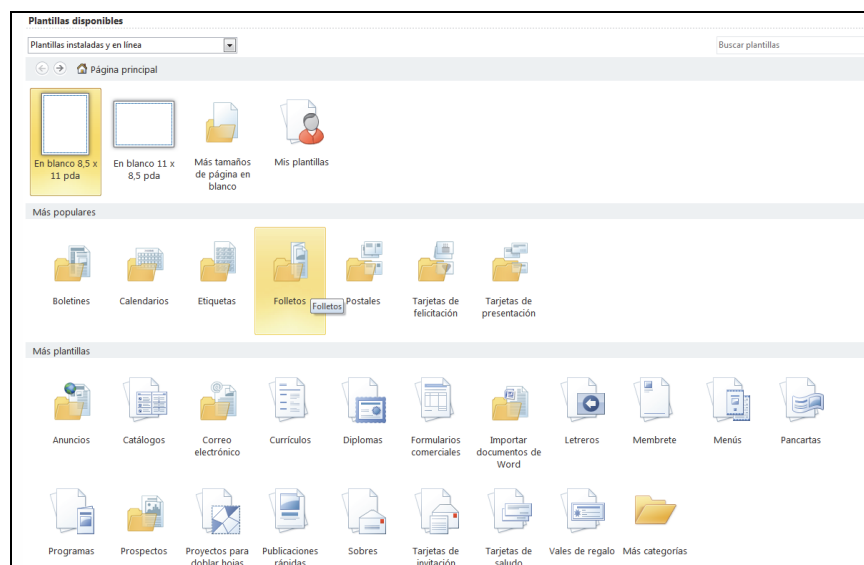 Plantillas disponibles
Plantillas instaladas y en línea
Buscar plantillas
Página principal
En blanco 8,5 x
11 pda
En blanco 11 x
8,5 pda
Más tamaños
de página en
blanco
Mis plantillas
Más populares
Boletines
Calendarios
Etiquetas
Folletos
Folletos
Postales
Tarjetas de
felicitación
Tarjetas de
presentación
Más plantillas
Anuncios
Catálogos
Correo
electrónico
Currículos
Diplomas
Formularios
comerciales
Importar
documentos de
Word
Letreros
Membrete
Menús
Pancartas
Programas
Prospectos
Proyectos para
doblar hojas
Publicaciones
rápidas
Sobres
Tarjetas de
invitación
Tarjetas de
saludo
Vales de regalo
Más categorías